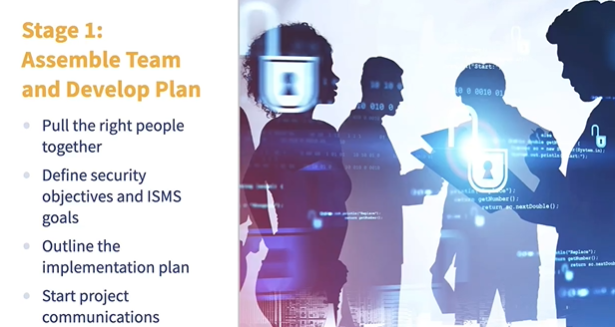 Stage 1:
Assemble Team
and Develop Plan
Pull the right people
together
Define security
objectives and ISMS
goals
Outline the
implementation plan
Start project
communications